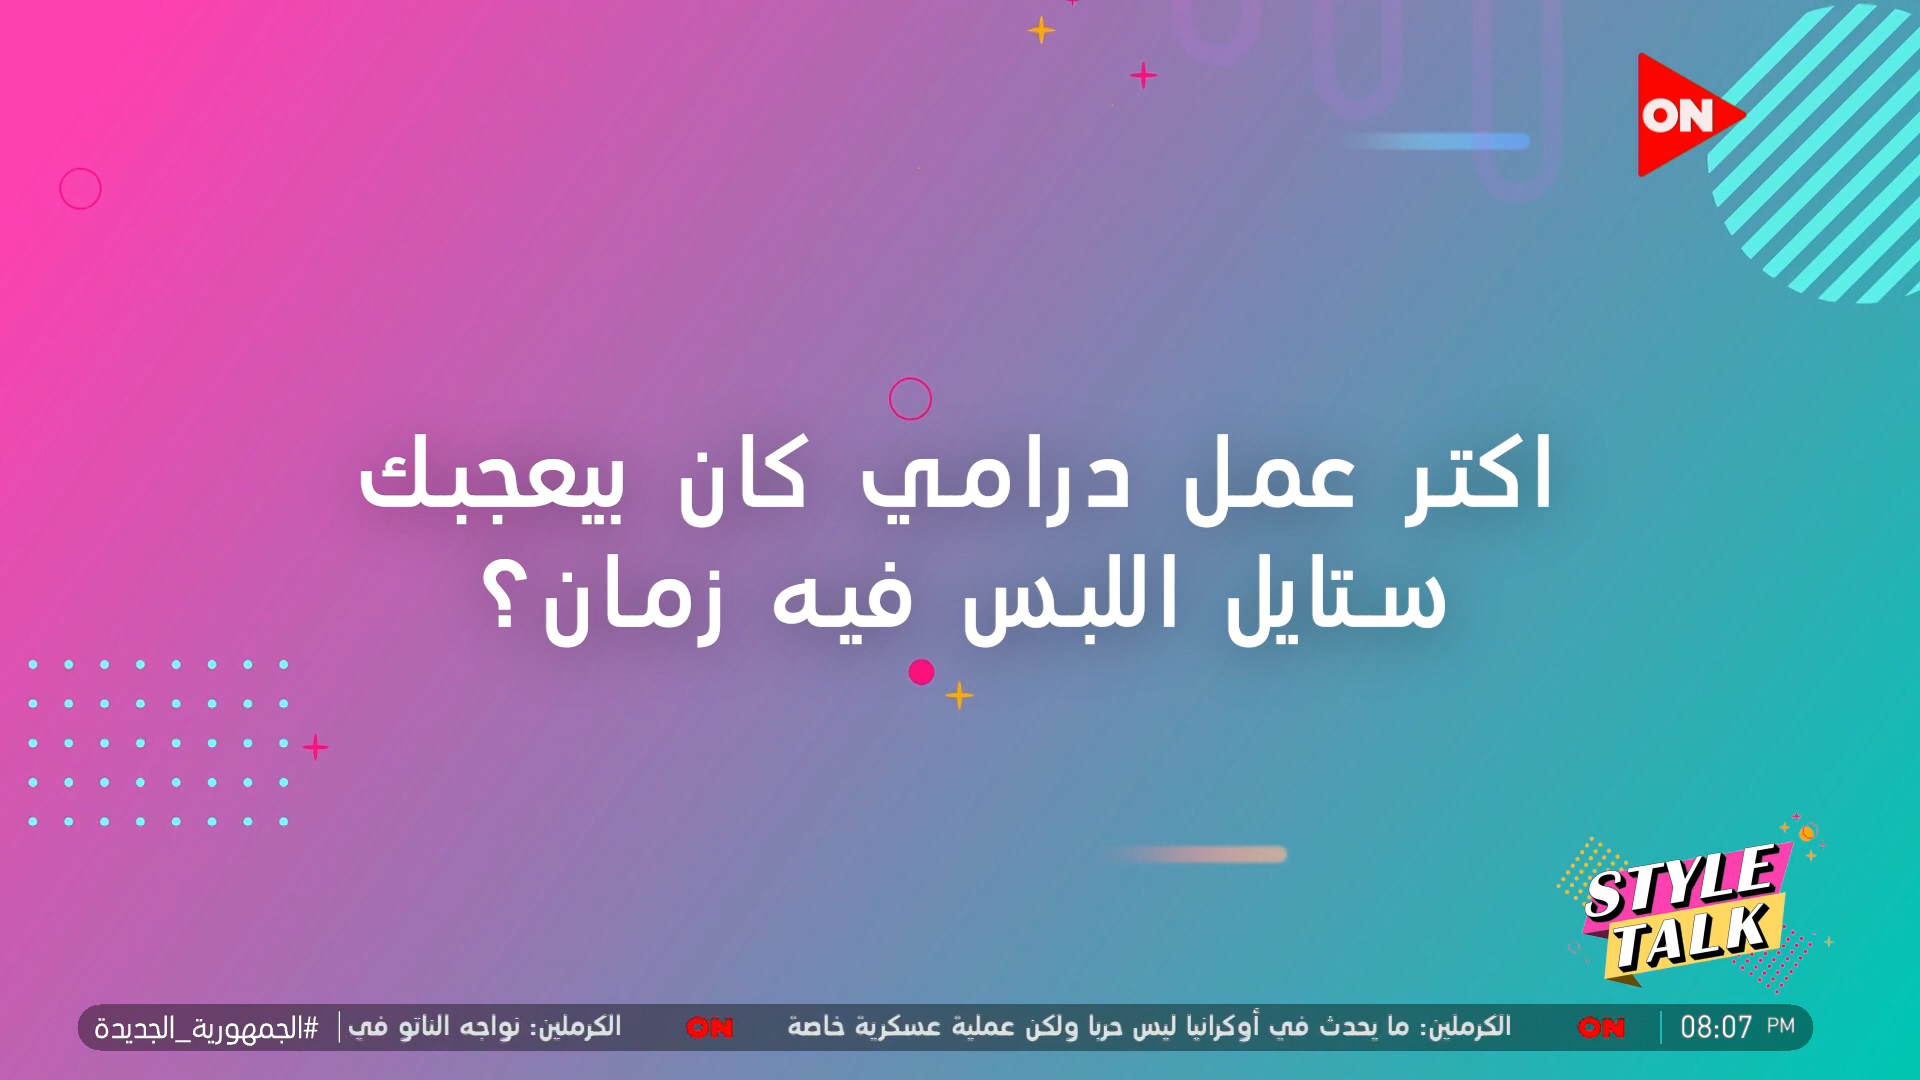 ON
اكتر عمل درامي كان بيعجبك
ستايل اللبس فيه زمان؟
STYLE
TALK
08:07 PM
ON الكرملين: ما يحدث في أوكرانيا ليس حربا ولكن عملية عسكرية خاصة ON الكرملين: نواجه الناتو في
#الجمهورية_الجديدة